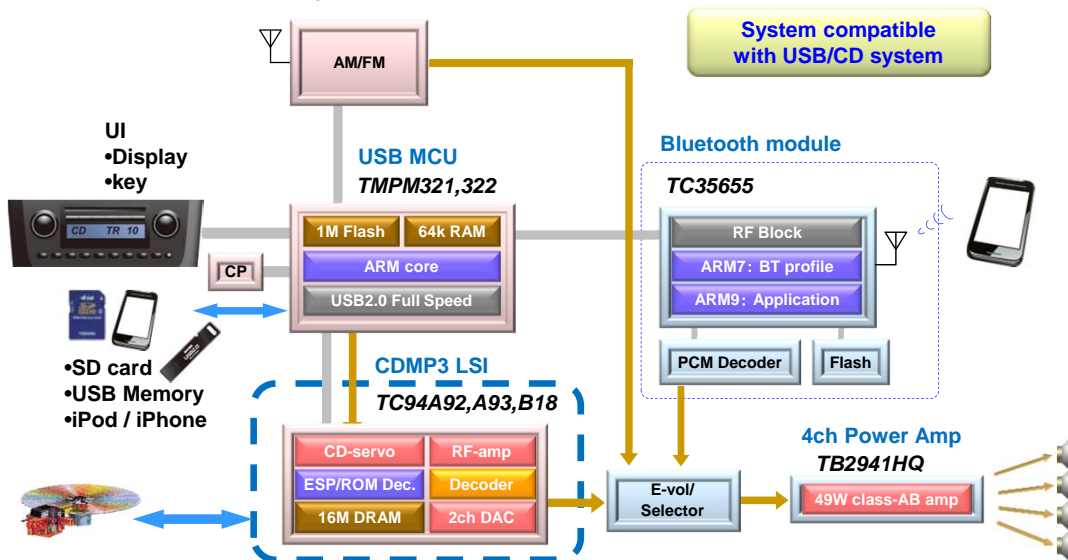 System compatible
with USB/CD system
AM/FM
UI
•Display
•key
USB MCU
TMPM321,322
Bluetooth module
TC35655
CD TR 10
1M Flash
64k RAM
ARM core
USB2.0 Full Speed
CP
RF Block
ARM7: BT profile
ARM9: Application
PCM Decoder
Flash
•SD card
•USB Memory
•iPod / iPhone
CDMP3 LSI
TC94A92,A93,B18
CD-servo
RF-amp
ESP/ROM Dec.
Decoder
16M DRAM
2ch DAC
E-vol/
Selector
4ch Power Amp
TB2941HQ
49W class-AB amp